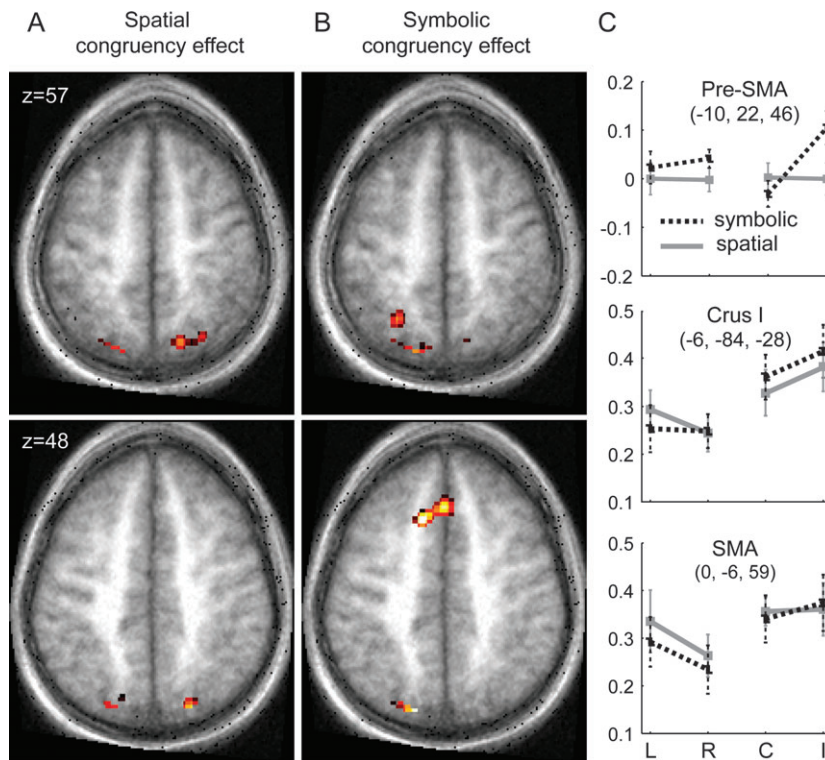 A
Spatial
congruency effect
B
Symbolic
congruency effect
C
z=57
z=48
0.2
0.1
0
-0.1
-0.2
Pre-SMA
(-10, 22, 46)
symbolic
spatial
0.5
0.4
0.3
0.2
0.1
Crus I
(-6, -84, -28)
0.5
0.4
0.3
0.2
0.1
SMA
(0, -6, 59)
L R C I